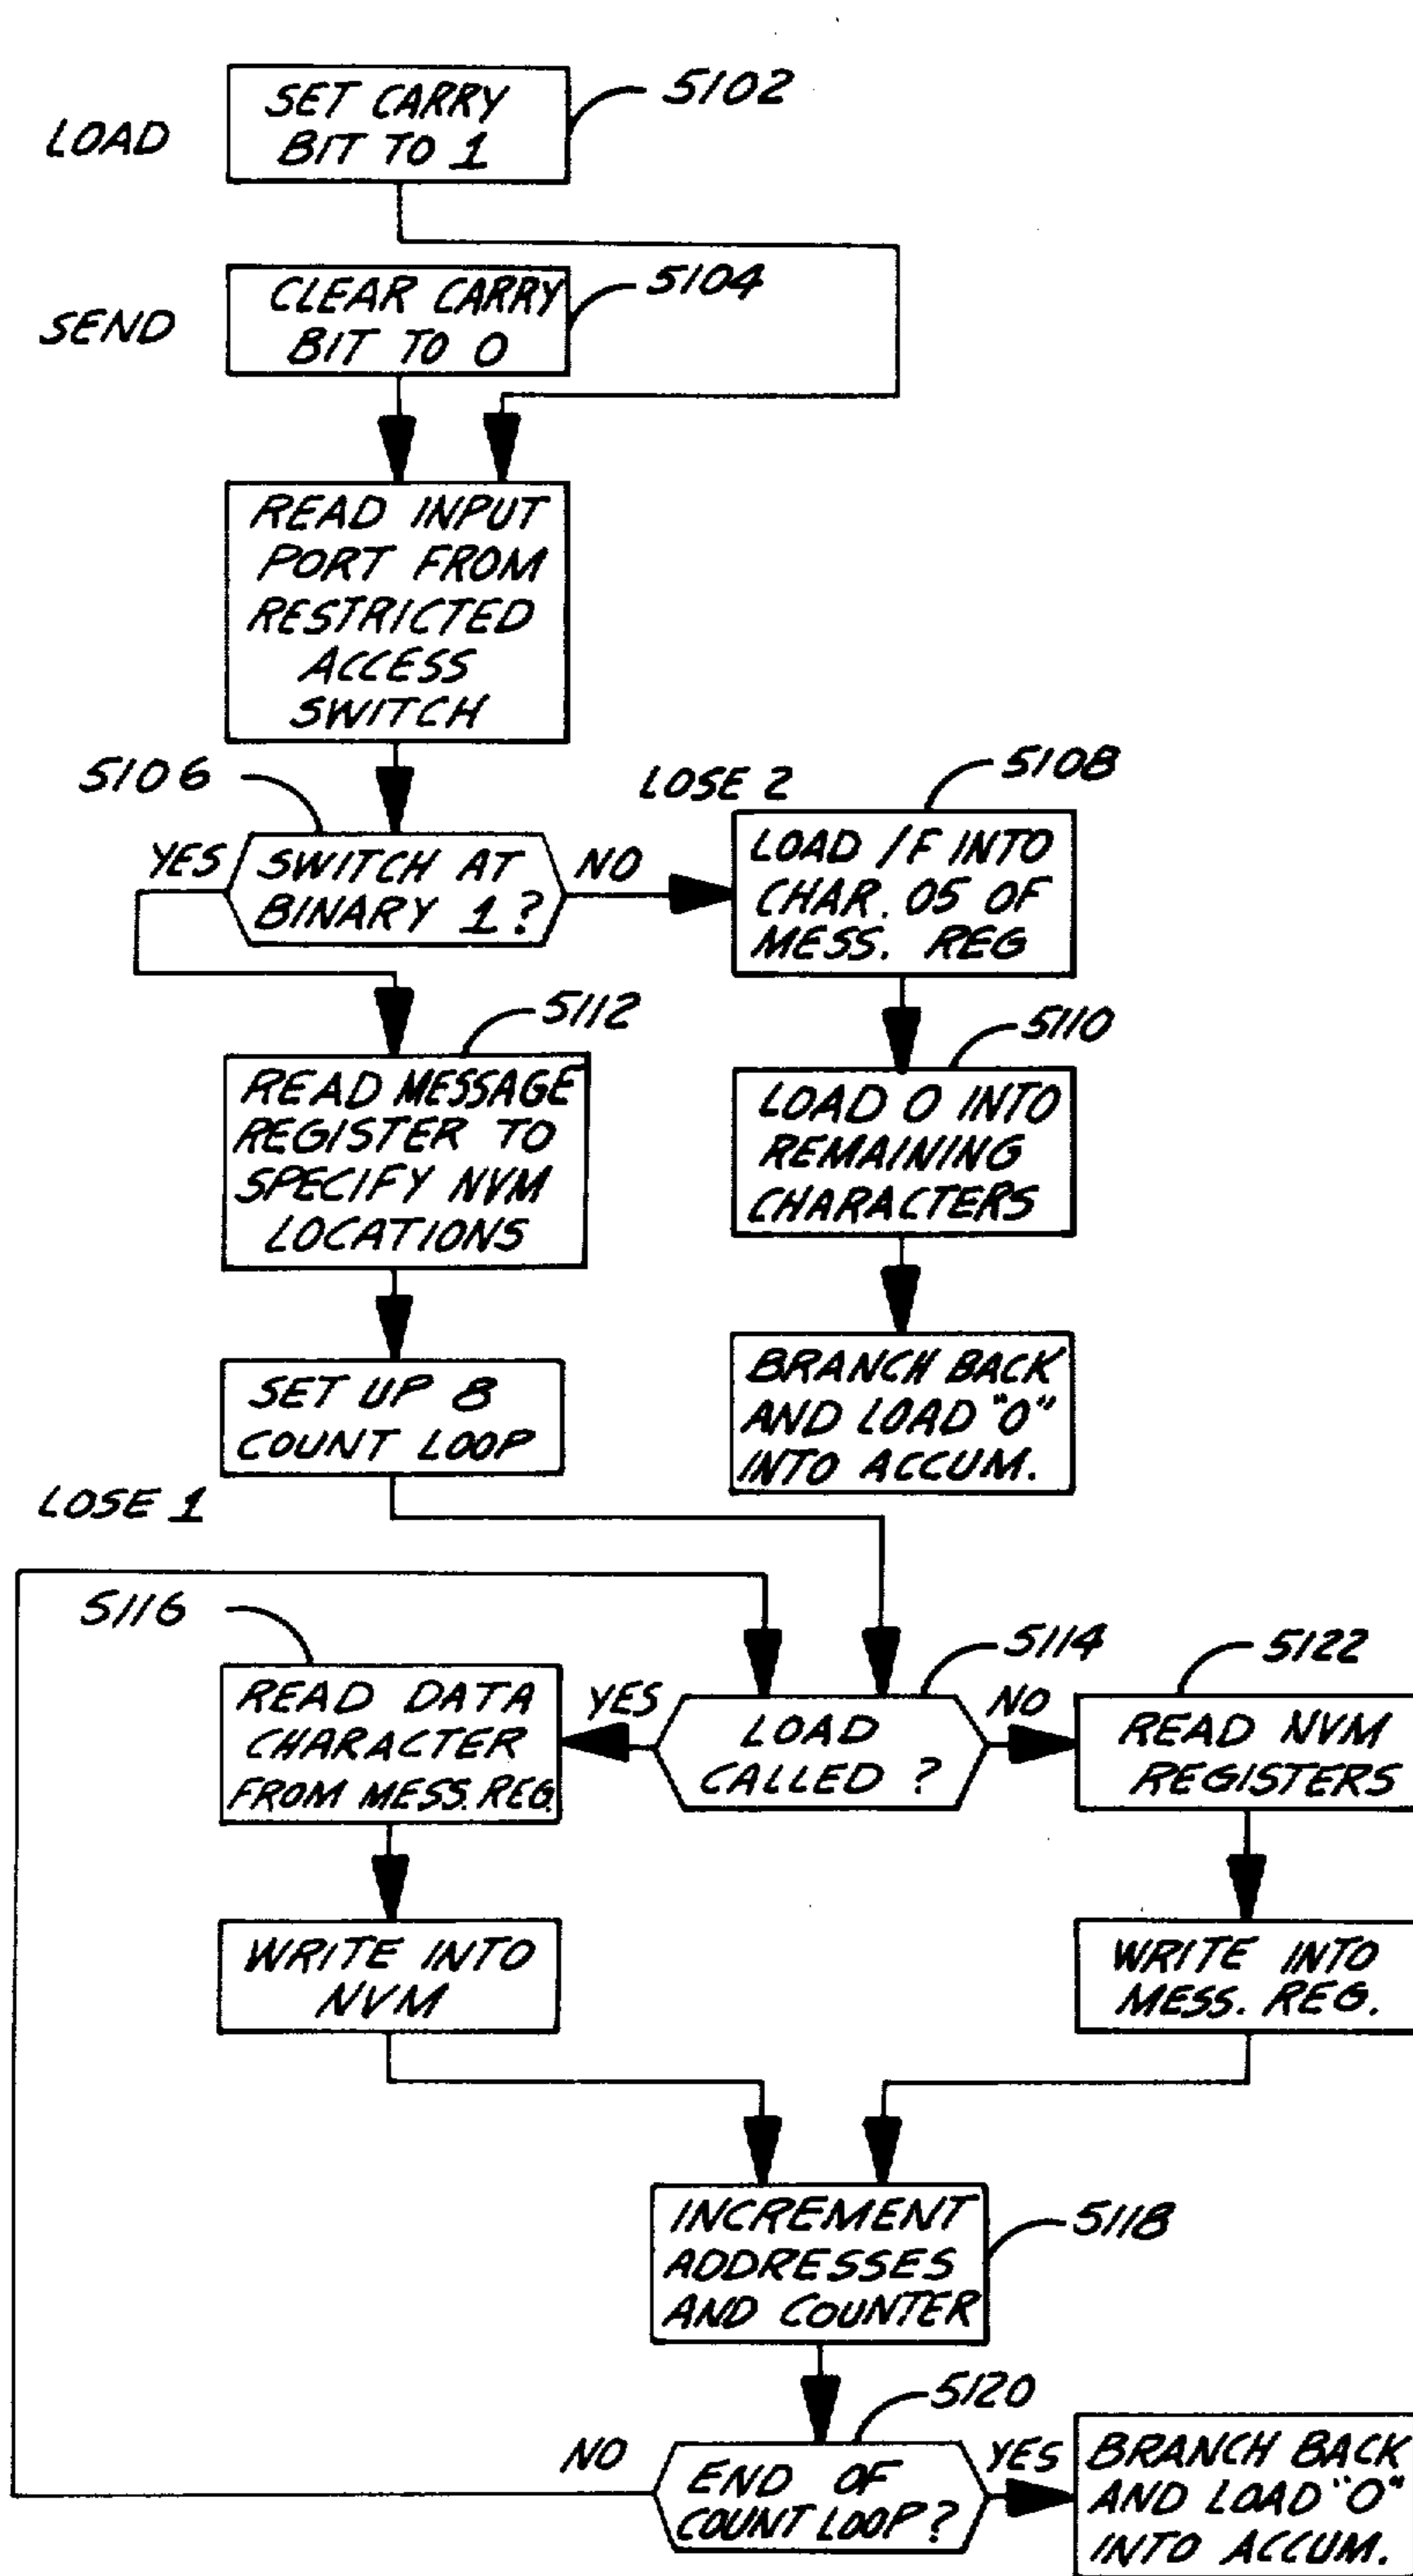 LOAD
SET CARRY
BIT TO 1
5102
SEND
CLEAR CARRY
BIT TO 0
5104
READ INPUT
PORT FROM
RESTRICTED
ACCESS
SWITCH
5106
YES
SWITCH AT
BINARY 1?
NO
LOSE 2
5108
LOAD /F INTO
CHAR. 05 OF
MESS. REG
5110
LOAD 0 INTO
REMAINING
CHARACTERS
BRANCH BACK
AND LOAD "0"
INTO ACCUM.
5112
READ MESSAGE
REGISTER TO
SPECIFY NVM
LOCATIONS
SET UP 8
COUNT LOOP
LOSE 1
5116
READ DATA
CHARACTER
FROM MESS. REG.
YES
5114
LOAD
CALLED ?
NO
5122
READ NVM
REGISTERS
WRITE INTO
NVM
WRITE INTO
MESS. REG.
INCREMENT
ADDRESSES
AND COUNTER
5118
5120
NO
END OF
COUNT LOOP?
YES
BRANCH BACK
AND LOAD "0"
INTO ACCUM.